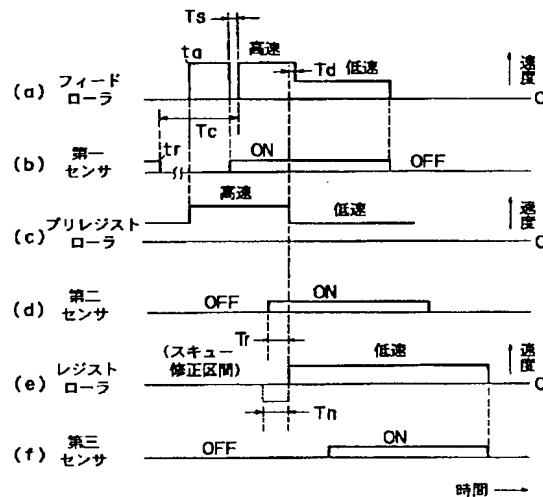 Ts
ta
高速
Td
低速
速度
(a) フィード
ローラ
O
Tc
tr
(b) 第一
センサ
ON
OFF
高速
(c) プリレジスト
ローラ
低速
速度
O
(d) 第二
センサ
OFF
ON
Tr
(e) レジスト
ローラ
(スキュー
修正区間)
低速
速度
O
Tn
(f) 第三
センサ
OFF
ON
時間